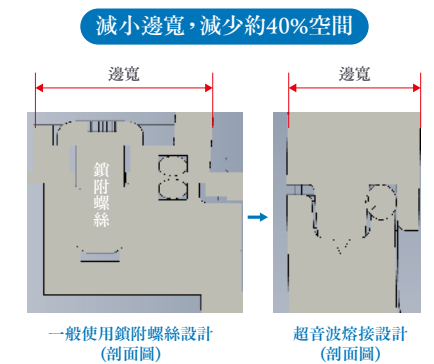 減小邊寬，減少約40%空間
邊寬
邊寬
鎖附螺絲
一般使用鎖附螺絲設計
(剖面圖)
超音波熔接設計
(剖面圖)